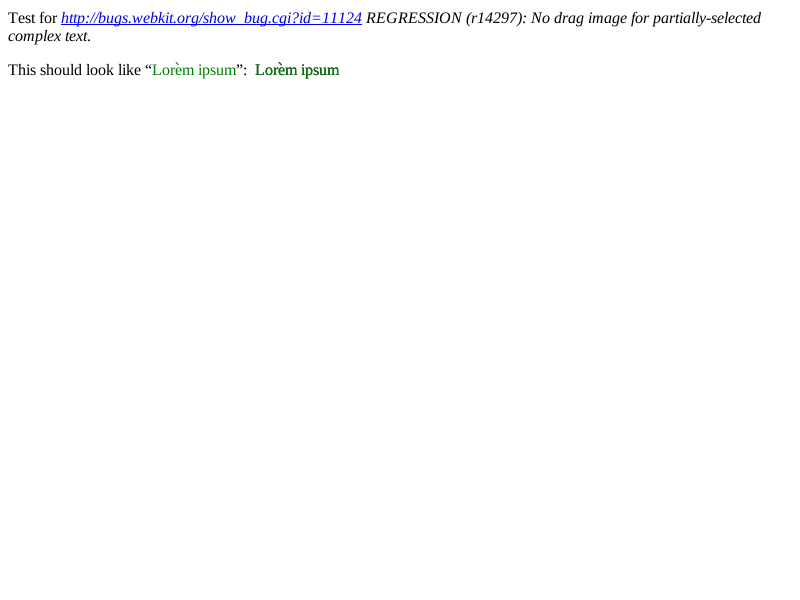 Test for http://bugs.webkit.org/show_bug.cgi?id=11124 REGRESSION (r14297): No drag image for partially-selected
complex text.
This should look like “Lorèm ipsum”: Lorèm ipsum